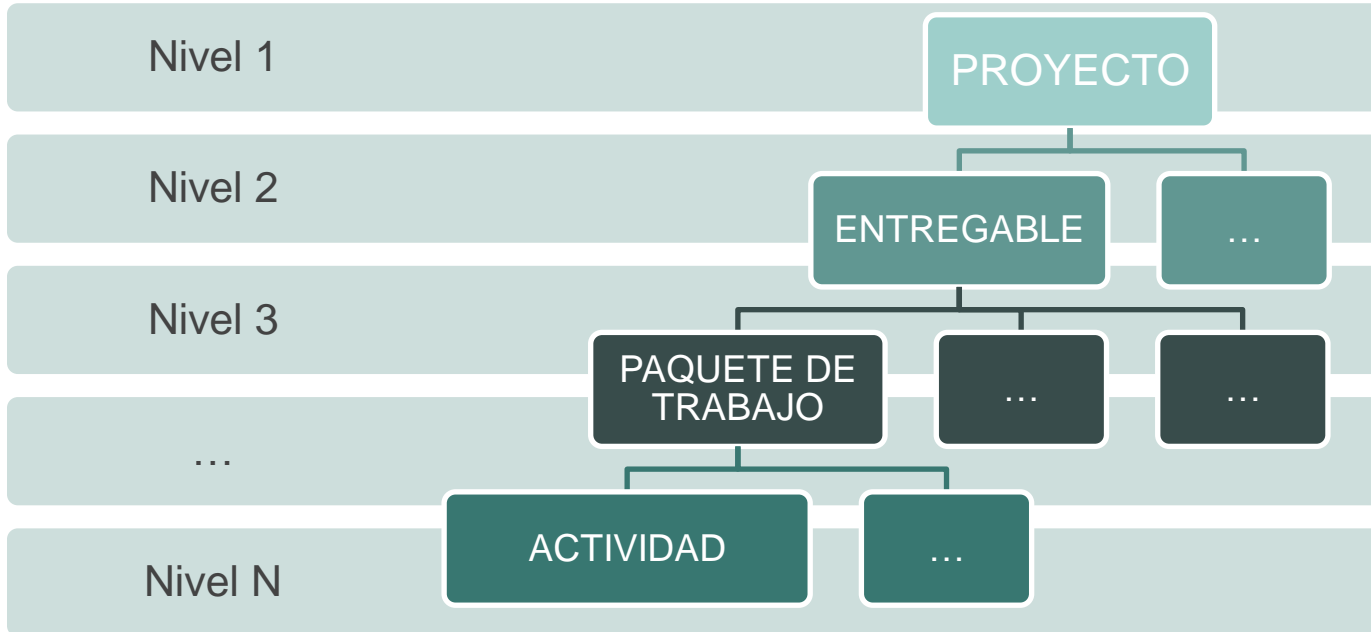 Nivel 1
PROYECTO
Nivel 2
ENTREGABLE
...
Nivel 3
PAQUETE DE
TRABAJO
...
...
...
ACTIVIDAD
...
Nivel N